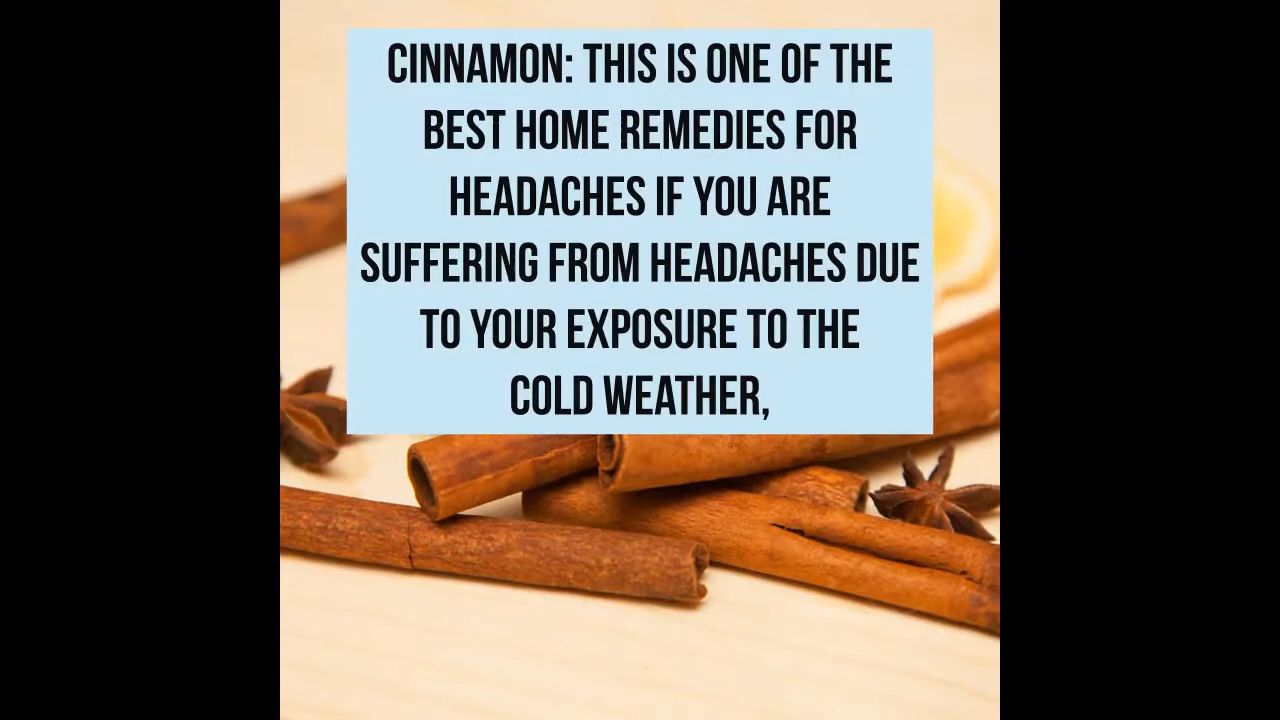 CINNAMON: THIS IS ONE OF THE
BEST HOME REMEDIES FOR
HEADACHES IF YOU ARE
SUFFERING FROM HEADACHES DUE
TO YOUR EXPOSURE TO THE
COLD WEATHER,